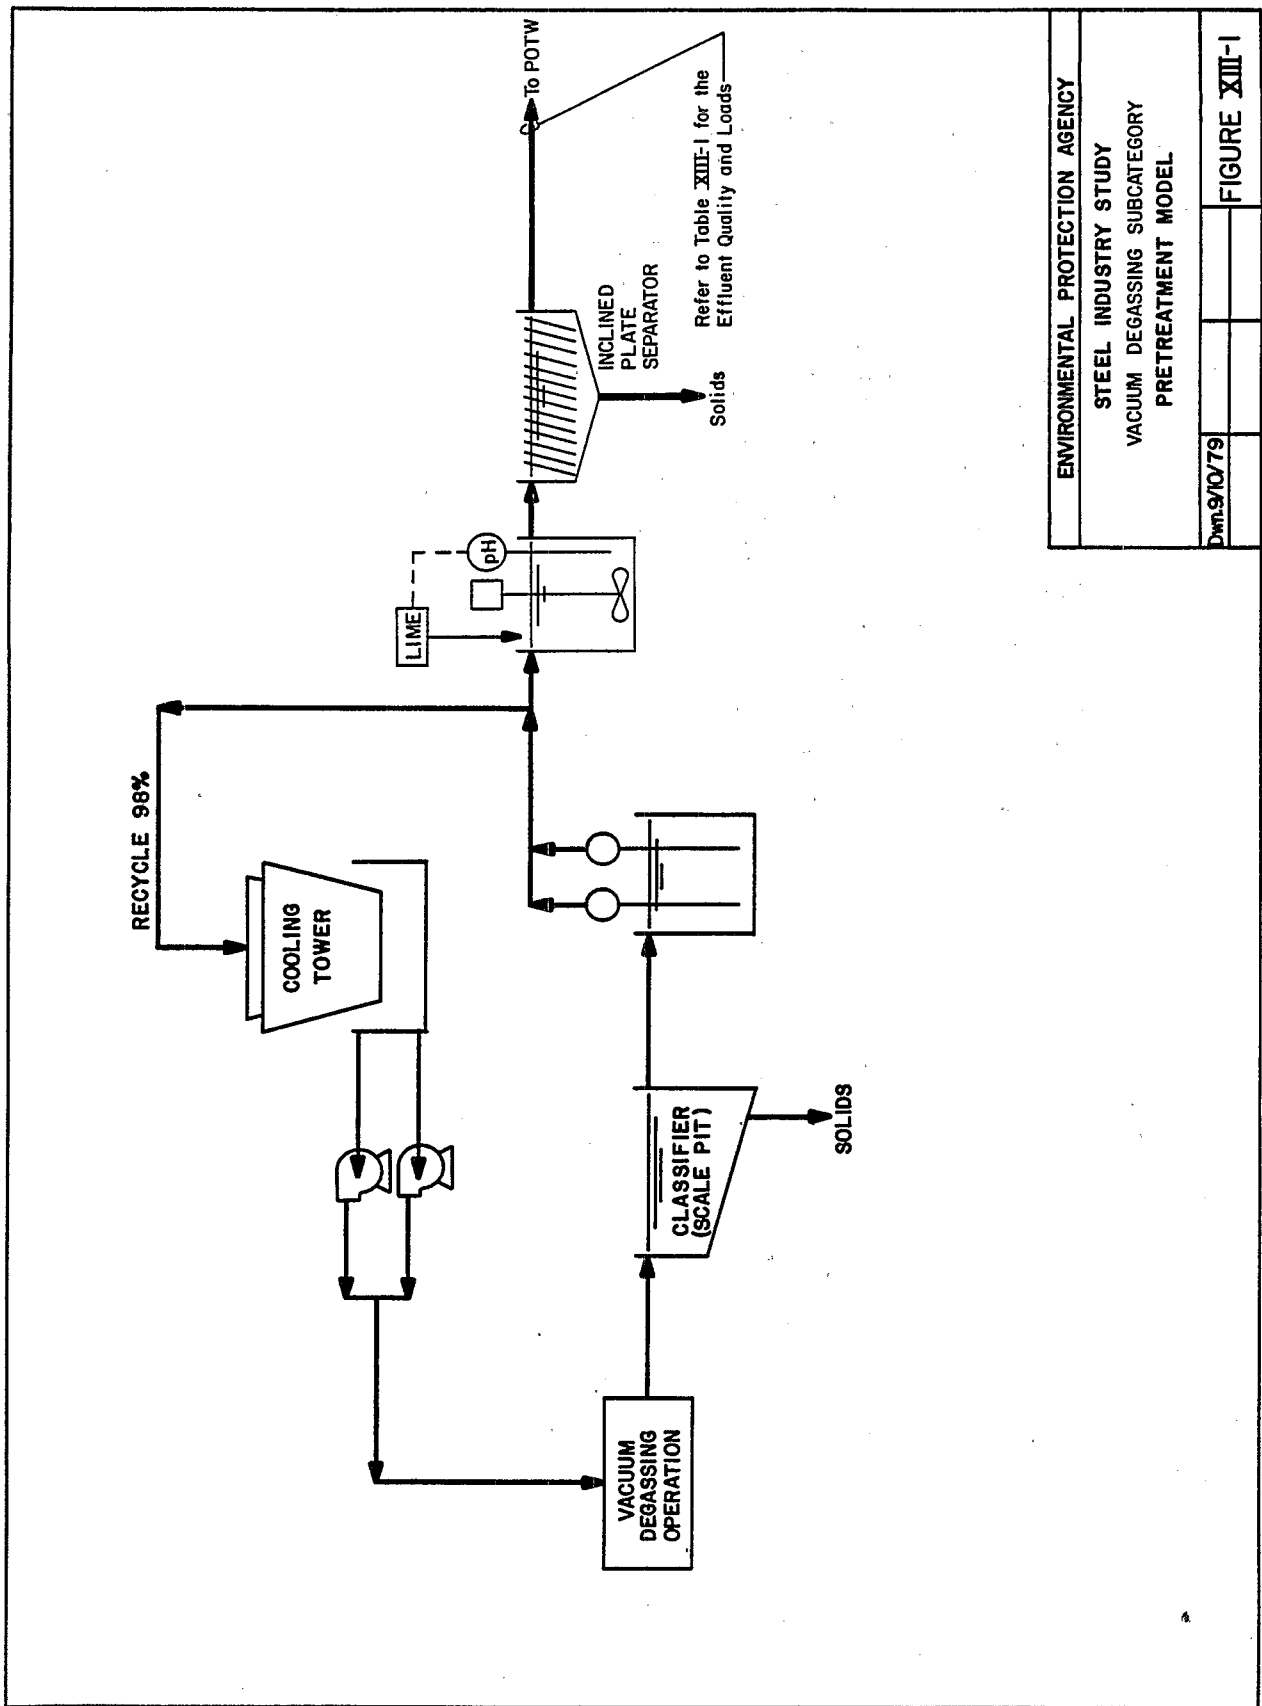 RECYCLE 98%
COOLING
TOWER
VACUUM
DEGASSING
OPERATION
CLASSIFIER
(SCALE PIT)
SOLIDS
LIME
pH
INCLINED
PLATE
SEPARATOR
Solids
To POTW
Refer to Table XIII-I for the
Effluent Quality and Loads
ENVIRONMENTAL PROTECTION AGENCY
STEEL INDUSTRY STUDY
VACUUM DEGASSING SUBCATEGORY
PRETREATMENT MODEL
Dwn.9/10/79
FIGURE XIII-I